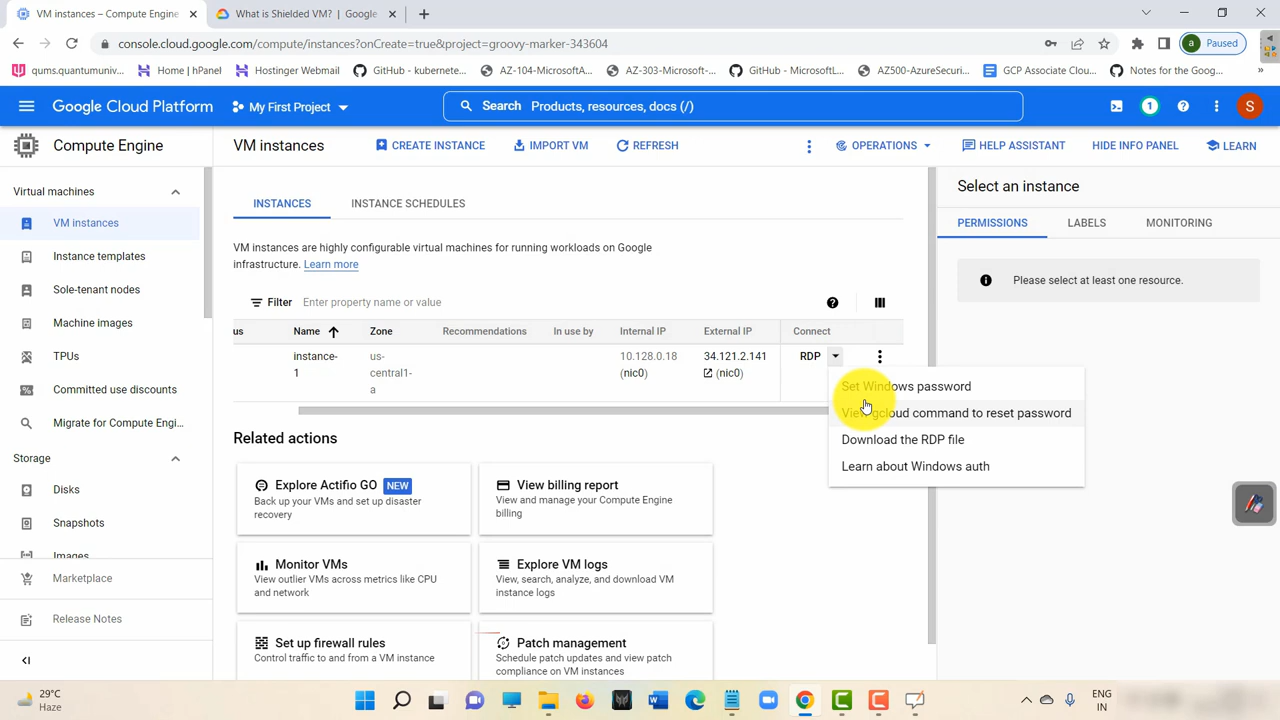 VM instances – Compute Engine
What is Shielded VM? | Google
console.cloud.google.com/compute/instances?onCreate=true&project=a
vy-marker-343604
a
Paused
qums.quantumuniv...
Home | hPanel
Hostinger Webmail
GitHub - kubernete...
AZ-104-MicrosoftA...
AZ-303-Microsoft-...
GitHub - MicrosoftL...
AZ500-AzureSecuri...
GCP Associate Clou...
Notes for the Goog...
Google Cloud Platform
My First Project
Search Products, resources, docs (/)
1
S
Compute Engine
VM instances
CREATE INSTANCE
IMPORT VM
REFRESH
OPERATIONS
HELP ASSISTANT
HIDE INFO PANEL
LEARN
Virtual machines
VM instances
Instance templates
Sole-tenant nodes
Machine images
TPUs
Committed use discounts
Migrate for Compute Engi...
Storage
Disks
Snapshots
Images
Marketplace
Release Notes
INSTANCES
INSTANCE SCHEDULES
VM instances are highly configurable virtual machines for running workloads on Google
infrastructure. Learn more
Filter Enter property name or value
us
Name
Zone
Recommendations
In use by
Internal IP
External IP
Connect
instance-
1
us-
central1-
a
10.128.0.18
(nic0)
34.121.2.141
(nic0)
RDP
Set Windows password
View gcloud command to reset password
Download the RDP file
Learn about Windows auth
Related actions
Explore Actifio GO NEW
Back up your VMs and set up disaster
recovery
View billing report
View and manage your Compute Engine
billing
Monitor VMs
View outlier VMs across metrics like CPU
and network
Explore VM logs
View, search, analyze, and download VM
instance logs
Set up firewall rules
Control traffic to and from a VM instance
Patch management
Schedule patch updates and view patch
compliance on VM instances
Select an instance
PERMISSIONS
LABELS
MONITORING
Please select at least one resource.
29°C
Haze
ENG
IN